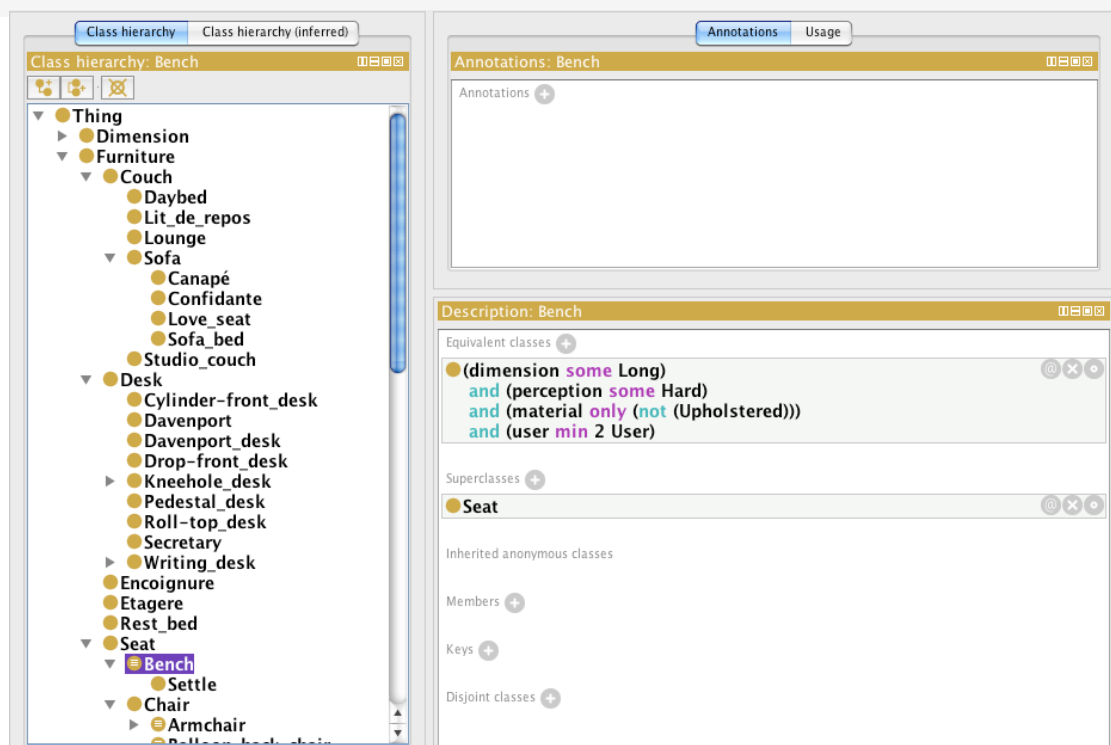 Class hierarchy
Class hierarchy (inferred)
Class hierarchy: Bench
Thing
Dimension
Furniture
Couch
Daybed
Lit_de_repos
Lounge
Sofa
Canapé
Confidante
Love_seat
Sofa_bed
Studio_couch
Desk
Cylinder-front_desk
Davenport
Davenport_desk
Drop-front_desk
Kneehole_desk
Pedestal_desk
Roll-top_desk
Secretary
Writing_desk
Encoignure
Etagere
Rest_bed
Seat
Bench
Settle
Chair
Armchair
Balloon_back_chair
Annotations
Usage
Annotations: Bench
Annotations
Description: Bench
Equivalent classes
(dimension some Long)
and (perception some Hard)
and (material only (not (Upholstered)))
and (user min 2 User)
Superclasses
Seat
Inherited anonymous classes
Members
Keys
Disjoint classes